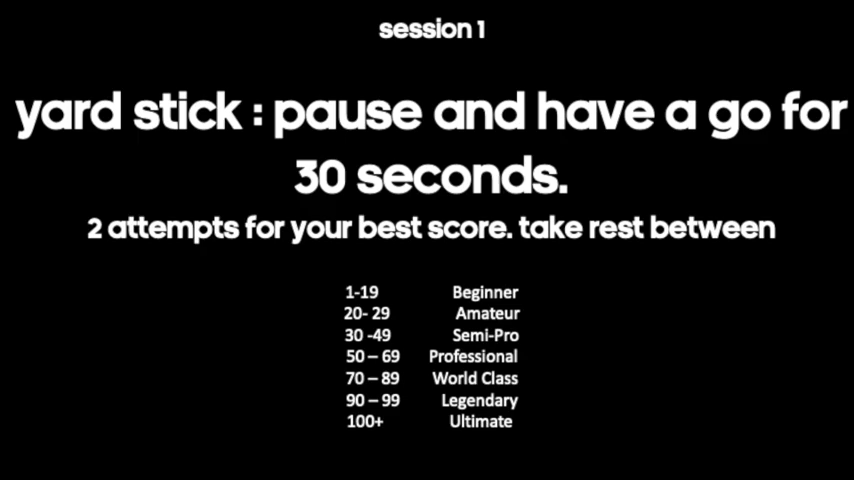 session 1
yard stick : pause and have a go for
30 seconds.
2 attempts for your best score. take rest between
1-19 Beginner
20- 29 Amateur
30 -49 Semi-Pro
50 – 69 Professional
70 – 89 World Class
90 – 99 Legendary
100+ Ultimate